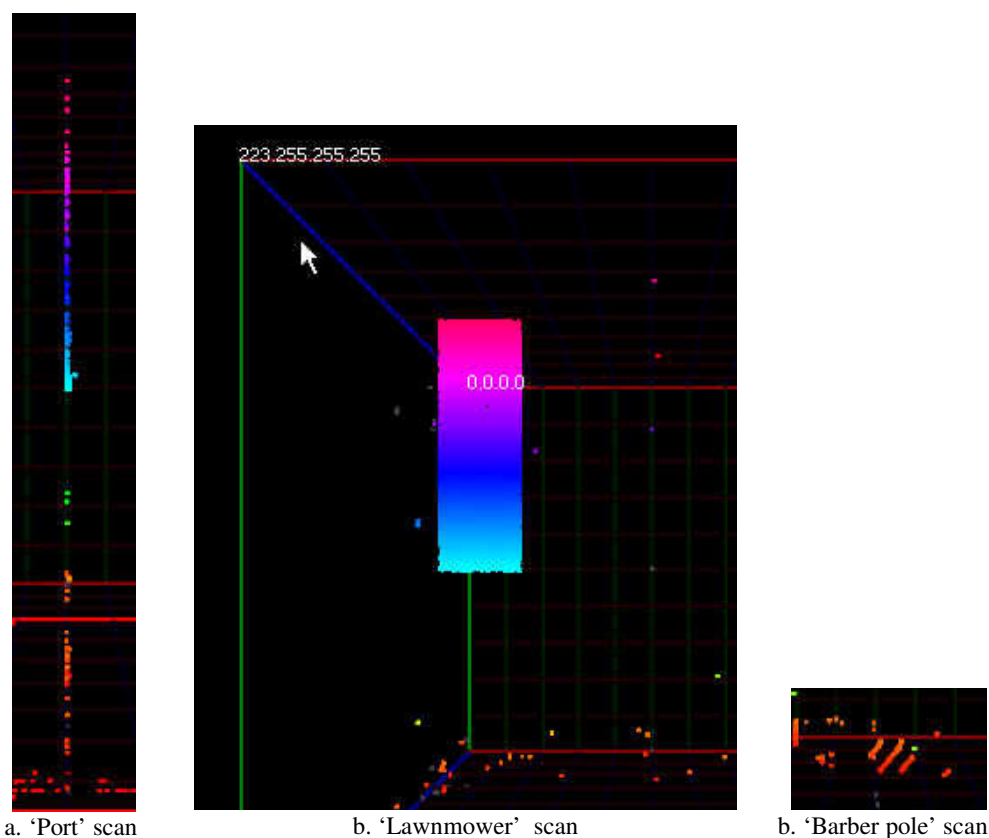 223.255.255.255
0.0.0.0
a. ‘Port’ scan
b. ‘Lawnmower’ scan
b. ‘Barber pole’ scan